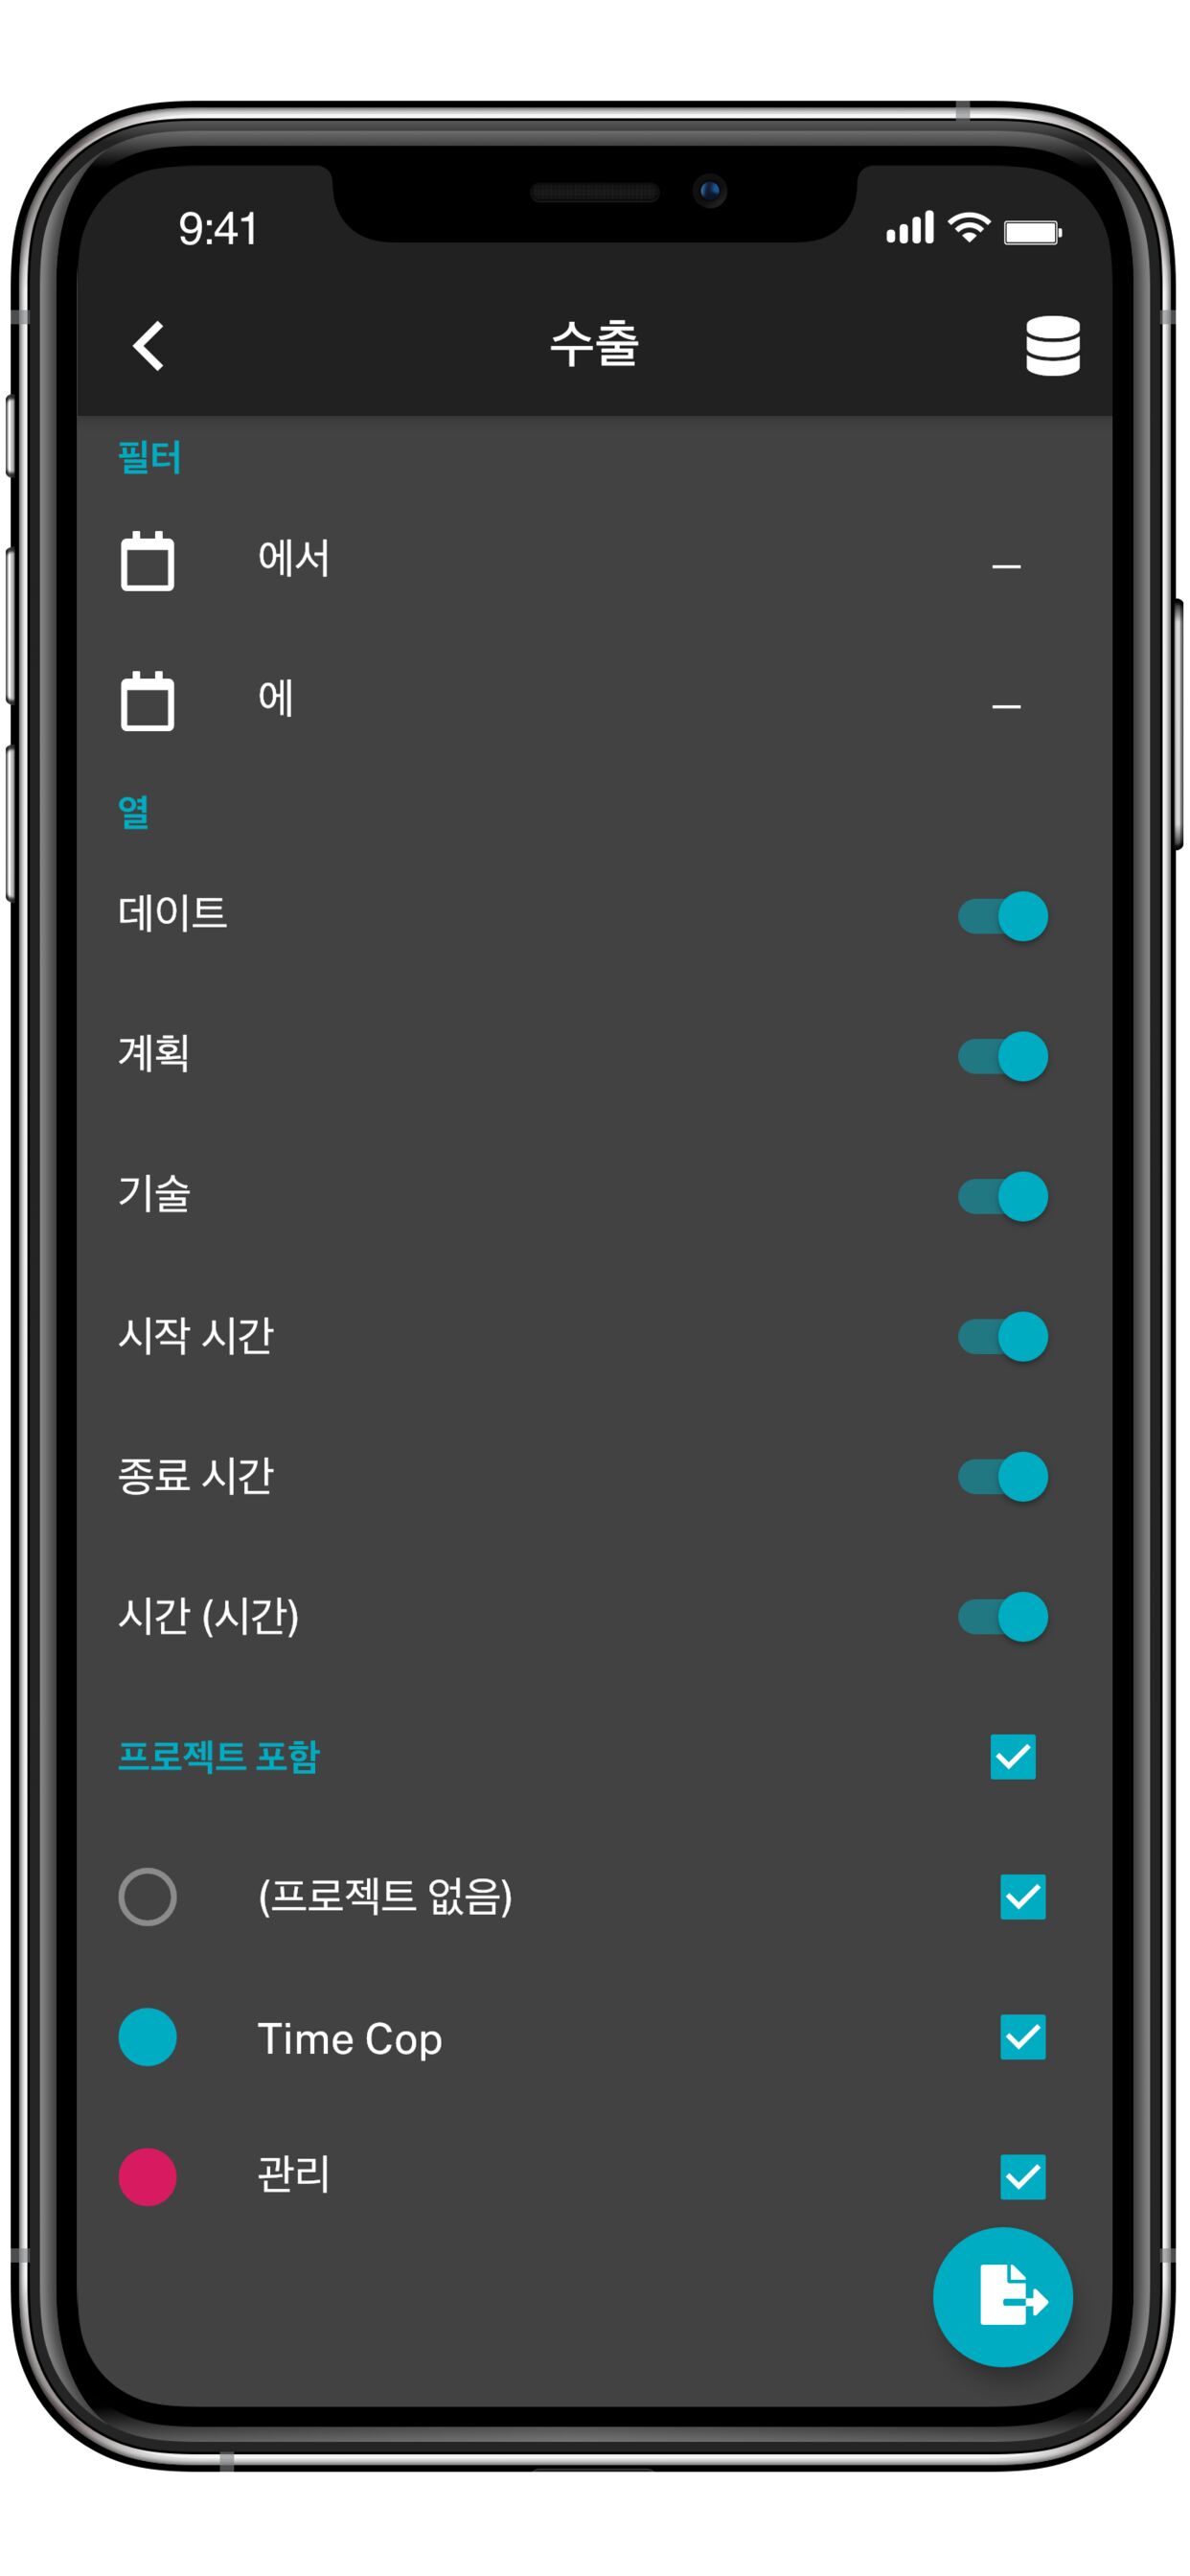 9:41
수출
필터
에서 –
에 –
열
데이트
계획
기술
시작 시간
종료 시간
시간 (시간)
프로젝트 포함
(프로젝트 없음)
Time Cop
관리